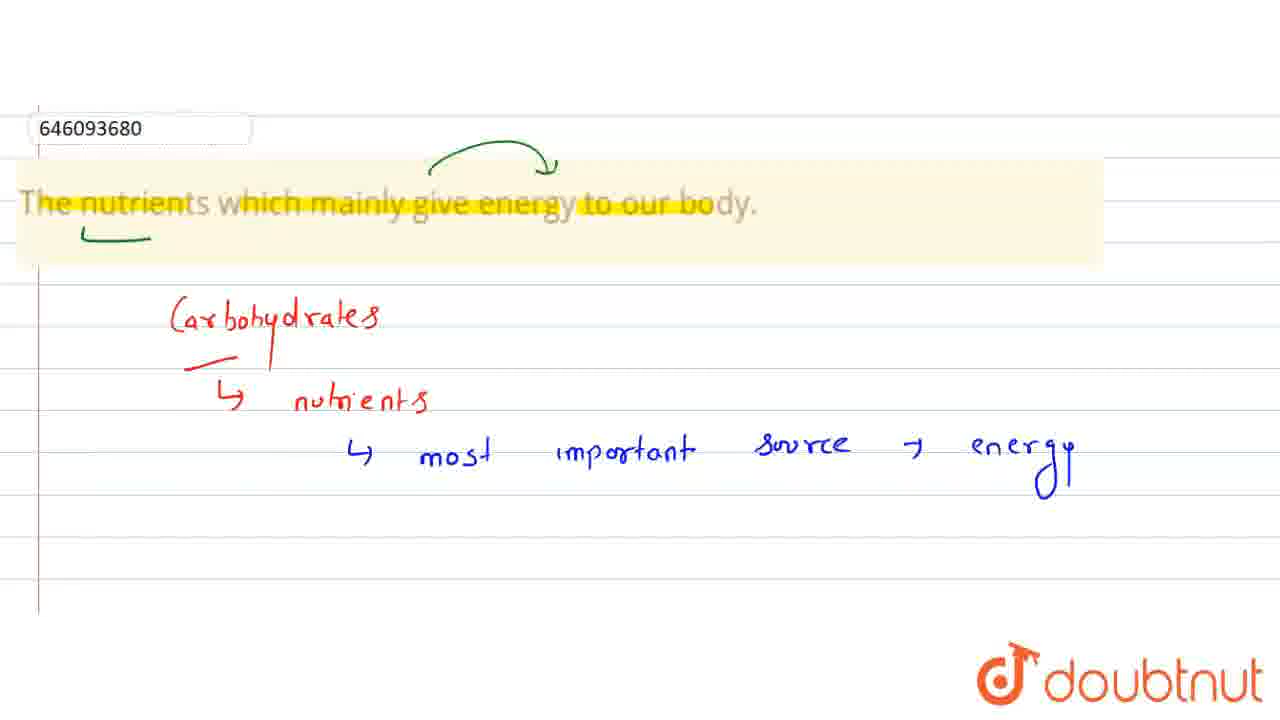 646093680
The nutrients which mainly give energy to our body.
Carbohydrates
↳ nutrients
↳ most important source → energy
doubtnut